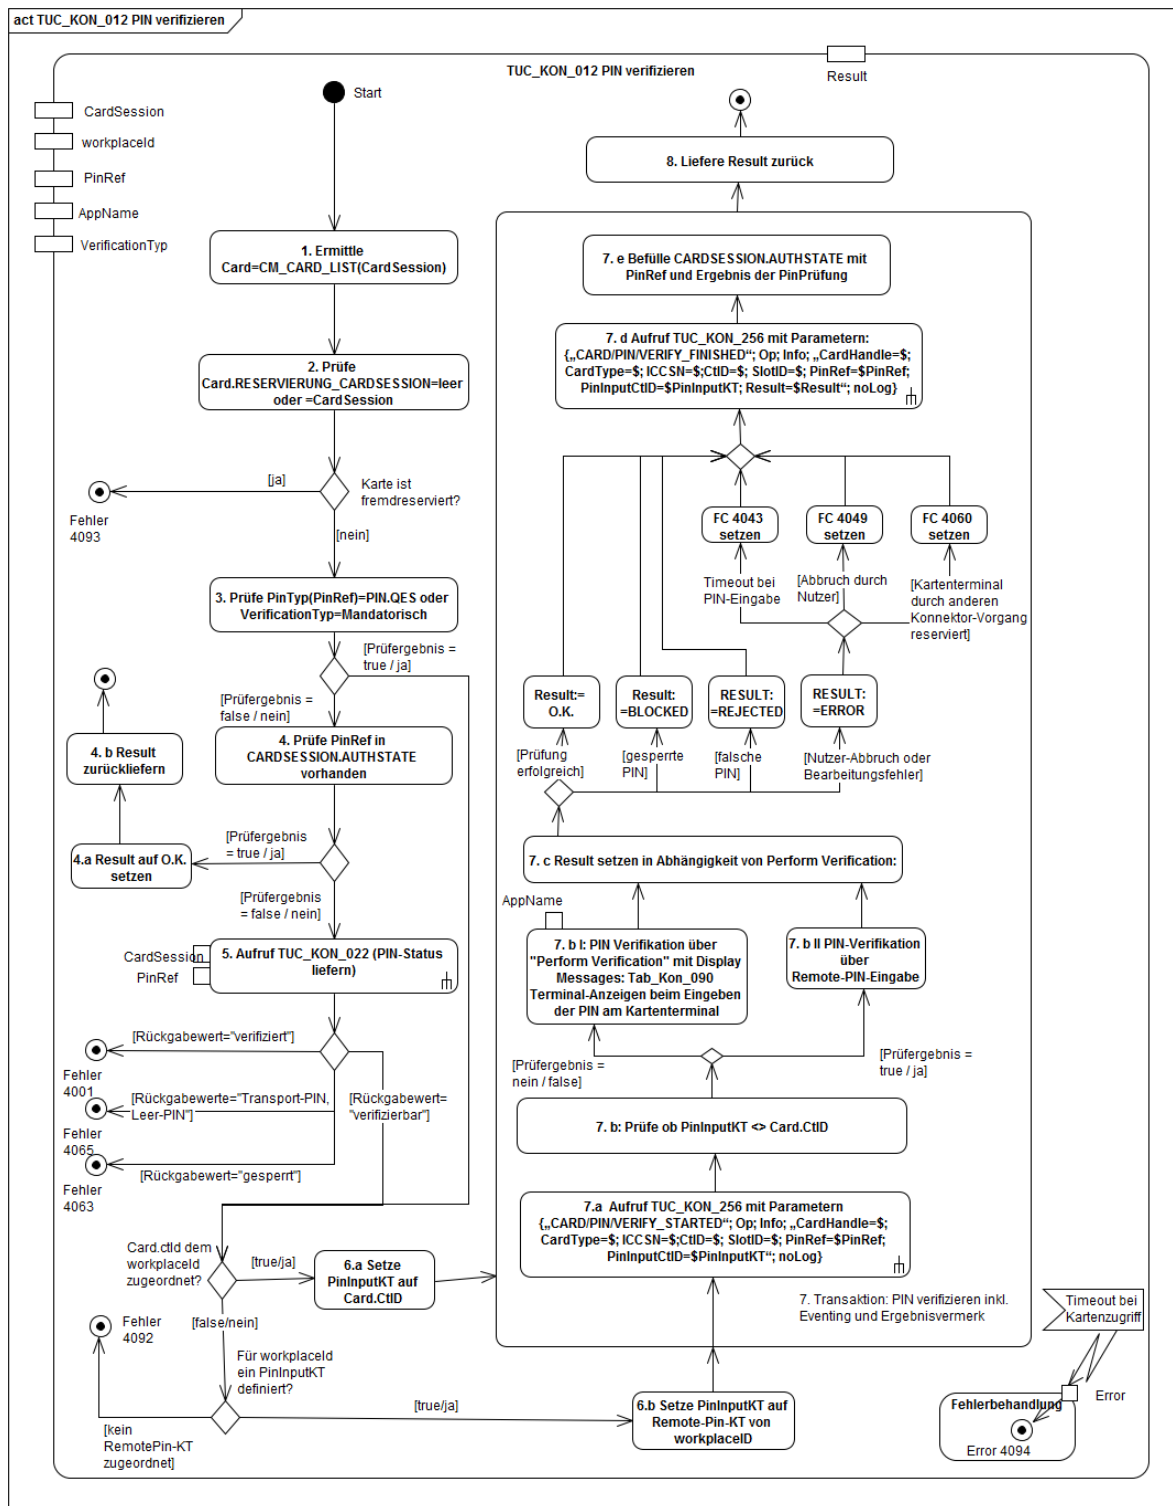 act TUC_KON_012 PIN verifizieren
TUC_KON_012 PIN verifizieren
Result
CardSession
workplaceId
PinRef
AppName
VerificationTyp
Start
1. Ermittle
Card=CM_CARD_LIST(CardSession)
2. Prüfe
Card.RESERVIERUNG_CARDSESSION=leer
oder =CardSession
[ja]
Karte ist
fremdreserviert?
Fehler
4093
[nein]
3. Prüfe PinTyp(PinRef)=PIN.QES oder
VerificationTyp=Mandatorisch
[Prüfergebnis =
true / ja]
[Prüfergebnis =
false / nein]
4. Prüfe PinRef in
CARDSESSION.AUTHSTATE
vorhanden
4. b Result
zurückliefern
[Prüfergebnis
= true / ja]
4.a Result auf O.K.
setzen
[Prüfergebnis
= false / nein]
CardSession
PinRef
5. Aufruf TUC_KON_022 (PIN-Status
liefern)
[Rückgabewert="verifiziert"]
Fehler
4001
[Rückgabewerte="Transport-PIN,
Leer-PIN"]
[Rückgabewert=
"verifizierbar"]
Fehler
4065
[Rückgabewert="gesperrt"]
Fehler
4063
Card.ctId dem
workplaceId
zugeordnet?
[true/ja]
6.a Setze
PinInputKT auf
Card.CtID
[false/nein]
Fehler
4092
Für workplaceId
ein PinInputKT
definiert?
[true/ja]
[kein
RemotePin-KT
zugeordnet]
6.b Setze PinInputKT auf
Remote-Pin-KT von
workplaceID
8. Liefere Result zurück
7. e Befülle CARDSESSION.AUTHSTATE mit
PinRef und Ergebnis der PinPrüfung
7. d Aufruf TUC_KON_256 mit Parametern:
{„CARD/PIN/VERIFY_FINISHED“; Op; Info; „CardHandle=$;
CardType=$; ICCSN=$;CtID=$; SlotID=$; PinRef=$PinRef;
PinInputCtID=$PinInputKT; Result=$Result“; noLog}
FC 4043
setzen
FC 4049
setzen
FC 4060
setzen
Timeout bei
PIN-Eingabe
[Abbruch durch
Nutzer]
[Kartenterminal
durch anderen
Konnektor-Vorgang
reserviert]
Result:=
O.K.
Result:
=BLOCKED
RESULT:
=REJECTED
RESULT:
=ERROR
[Prüfung
erfolgreich]
[gesperrte
PIN]
[falsche
PIN]
[Nutzer-Abbruch oder
Bearbeitungsfehler]
7. c Result setzen in Abhängigkeit von Perform Verification:
AppName
7. b I: PIN Verifikation über
"Perform Verification" mit Display
Messages: Tab_Kon_090
Terminal-Anzeigen beim Eingeben
der PIN am Kartenterminal
7. b II PIN-Verifikation
über
Remote-PIN-Eingabe
[Prüfergebnis =
nein / false]
[Prüfergebnis =
true / ja]
7. b: Prüfe ob PinInputKT <> Card.CtID
7.a  Aufruf TUC_KON_256 mit Parametern
{„CARD/PIN/VERIFY_STARTED“; Op; Info; „CardHandle=$;
CardType=$; ICCSN=$;CtID=$; SlotID=$; PinRef=$PinRef;
PinInputCtID=$PinInputKT“; noLog}
7. Transaktion: PIN verifizieren inkl.
Eventing und Ergebnisvermerk
Timeout bei
Kartenzugriff
Error
Fehlerbehandlung
Error 4094